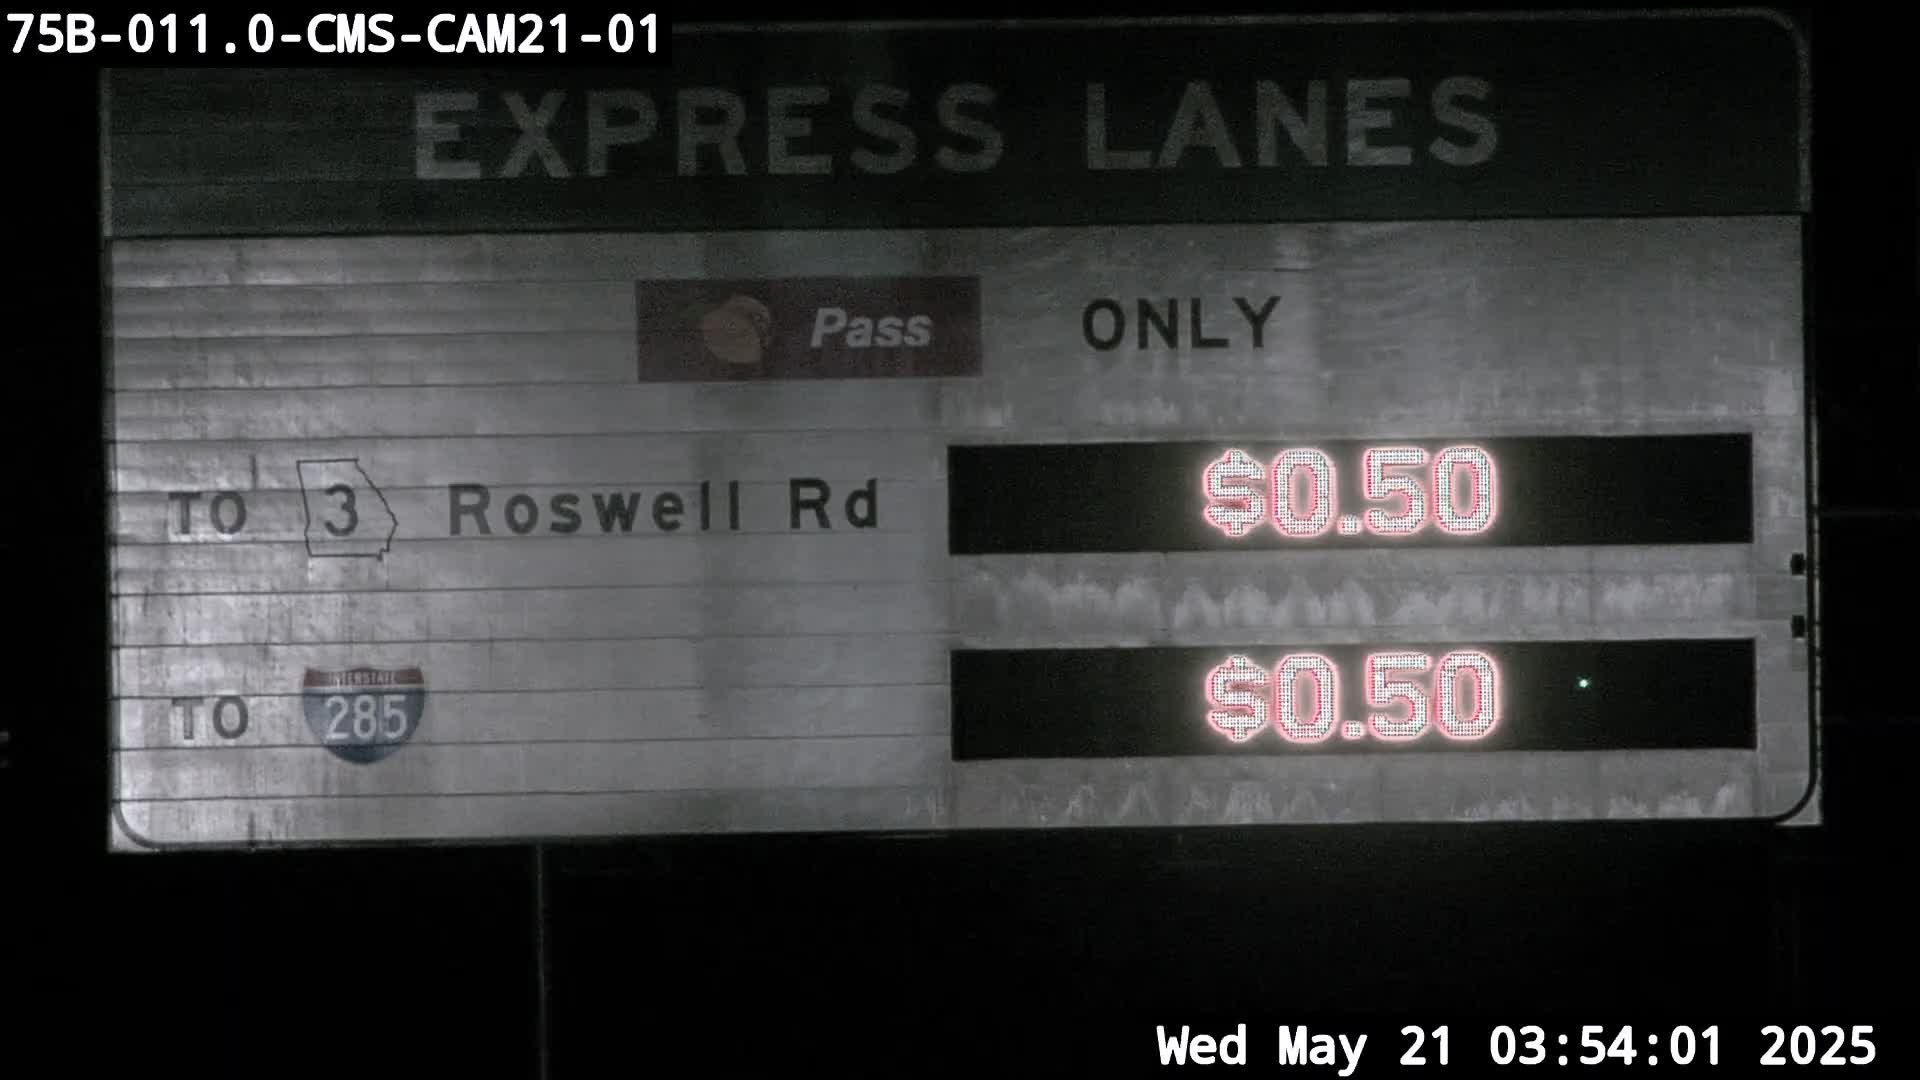 75B-011.0-CMS-CAM21-01
EXPRESS LANES
Pass ONLY
TO 3 Roswell Rd $0.50
INTERSTATE
TO 285 $0.50
Wed May 21 03:54:01 2025